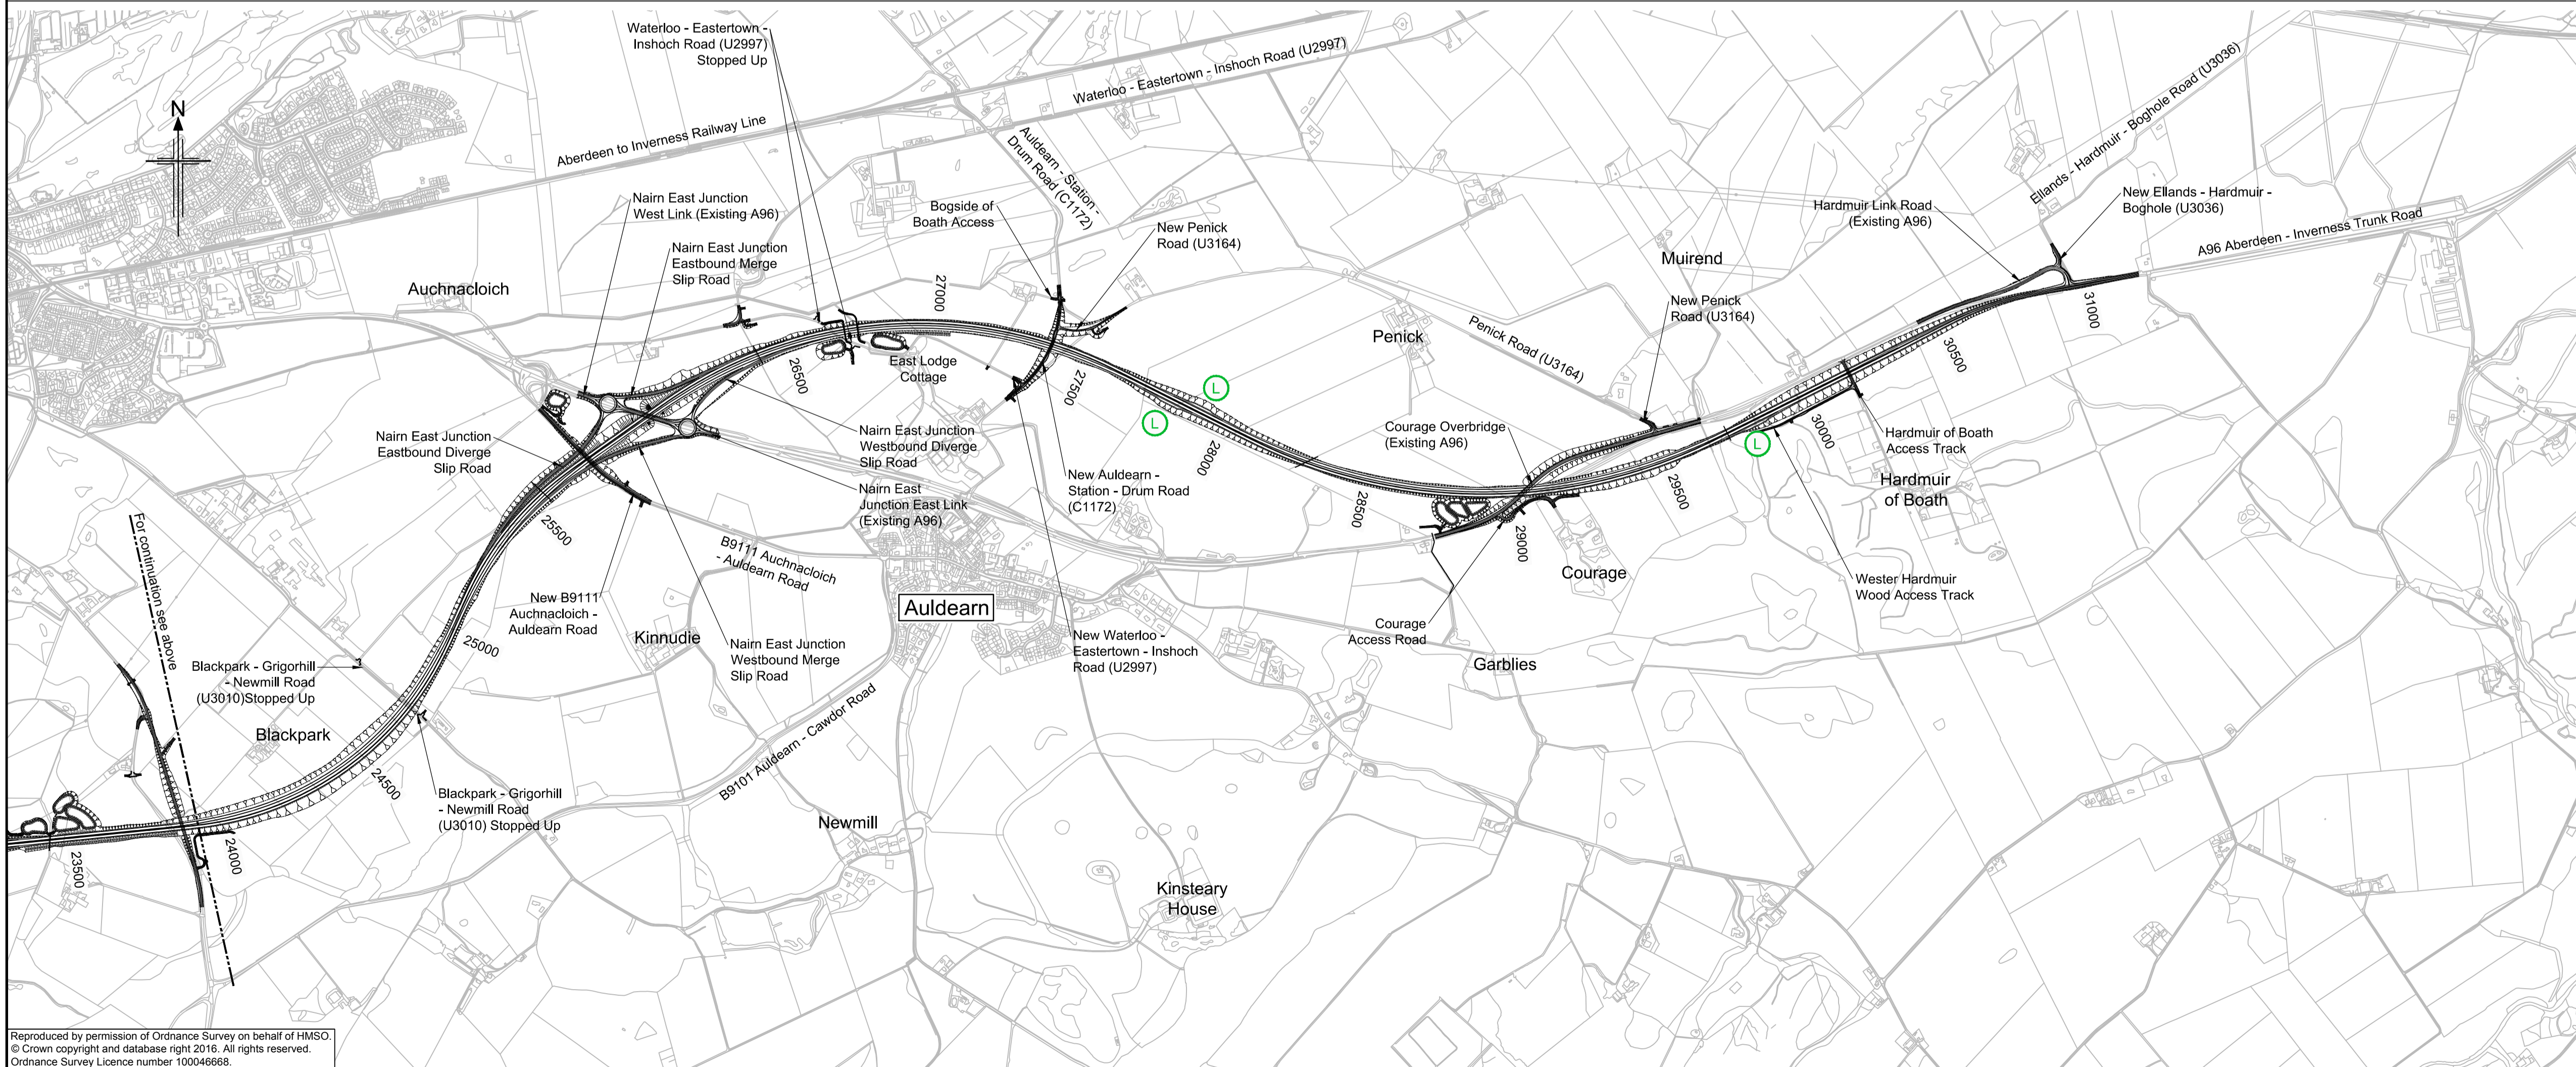 Waterloo - Eastertown -
Inshoch Road (U2997)
Stopped Up
Waterloo - Eastertown - Inshoch Road (U2997)
Ellands - Hardmuir - Boghole Road (U3036)
N
Aberdeen to Inverness Railway Line
Auldearn - Station -
Drum Road (C1172)
Nairn East Junction
West Link (Existing A96)
Bogside of
Boath Access
New Penick
Road (U3164)
Hardmuir Link Road
(Existing A96)
New Ellands - Hardmuir -
Boghole (U3036)
A96 Aberdeen - Inverness Trunk Road
Nairn East Junction
Eastbound Merge
Slip Road
Muirend
Auchnacloich
27000
New Penick
Road (U3164)
31000
Penick
Penick Road (U3164)
30500
East Lodge
Cottage
26500
27500
L
L
Nairn East Junction
Eastbound Diverge
Slip Road
Nairn East Junction
Westbound Diverge
Slip Road
Courage Overbridge
(Existing A96)
30000
L
Hardmuir of Boath
Access Track
28000
New Auldearn -
Station - Drum Road
(C1172)
Nairn East
Junction East Link
(Existing A96)
28500
29500
Hardmuir
of Boath
25500
29000
For continuation see above
B9111 Auchnacloich
- Auldearn Road
Courage
Wester Hardmuir
Wood Access Track
New B9111
Auchnacloich -
Auldearn Road
Auldearn
Kinnudie
25000
Nairn East Junction
Westbound Merge
Slip Road
New Waterloo -
Eastertown - Inshoch
Road (U2997)
Courage
Access Road
Garblies
Blackpark - Grigorhill
- Newmill Road
(U3010)Stopped Up
Blackpark
B9101 Auldearn - Cawdor Road
24500
Blackpark - Grigorhill
- Newmill Road
(U3010) Stopped Up
Newmill
24000
23500
Kinsteary
House
Reproduced by permission of Ordnance Survey on behalf of HMSO.
© Crown copyright and database right 2016. All rights reserved.
Ordnance Survey Licence number 100046668.